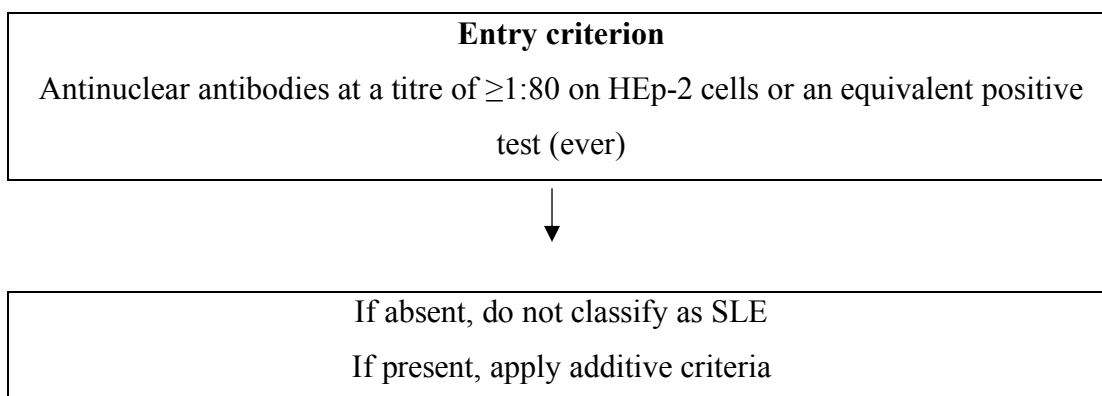 Entry criterion
Antinuclear antibodies at a titre of ≥1:80 on HEp-2 cells or an equivalent positive
test (ever)
If absent, do not classify as SLE
If present, apply additive criteria